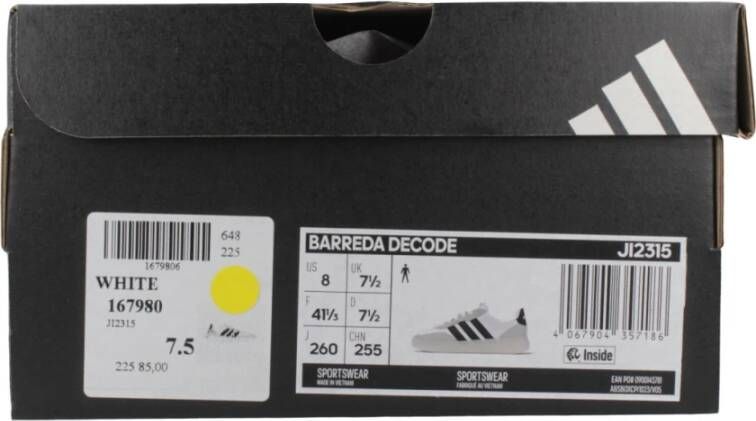 648
225
1679806
WHITE
167980
JI2315
7.5
225 85,00
BARREDA DECODE JI2315
US 8 UK 7½
F 41⅓ D 7½
J 260 CHN 255
4 067904 357186
Inside
SPORTSWEAR
MADE IN VIETNAM
SPORTSWEAR
FABRIQUÉ AU VIETNAM